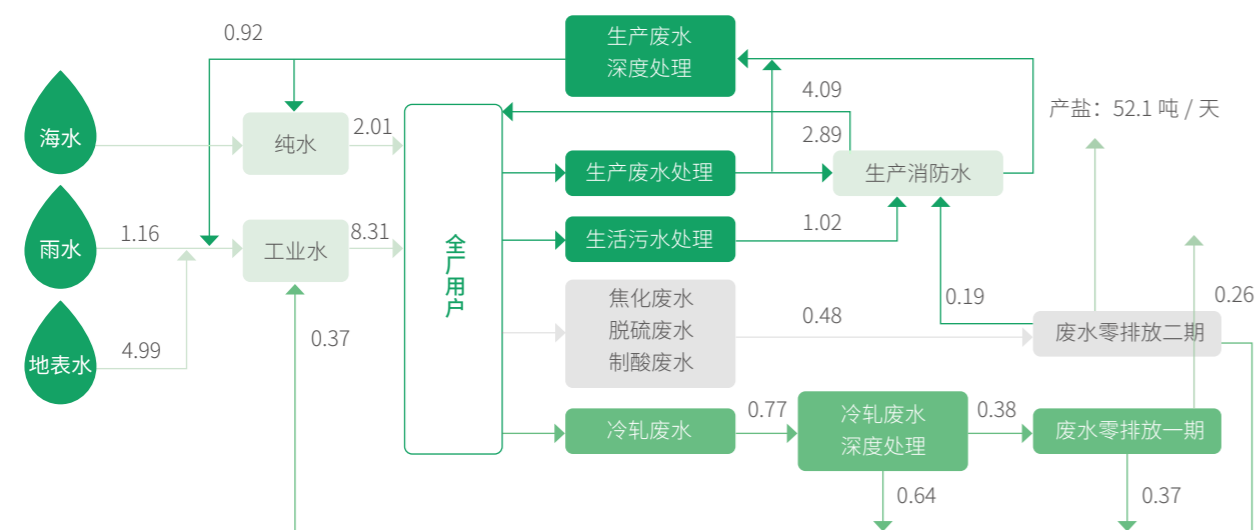 0.92
生产废水
深度处理
4.09
产盐：52.1 吨 / 天
海水
纯水
2.01
2.89
生产废水处理
生产消防水
雨水
1.16
工业水
8.31
全厂用户
生活污水处理
1.02
焦化废水
脱硫废水
制酸废水
0.48
0.19
0.26
废水零排放二期
地表水
4.99
0.37
冷轧废水
0.77
冷轧废水
深度处理
0.38
废水零排放一期
0.64
0.37